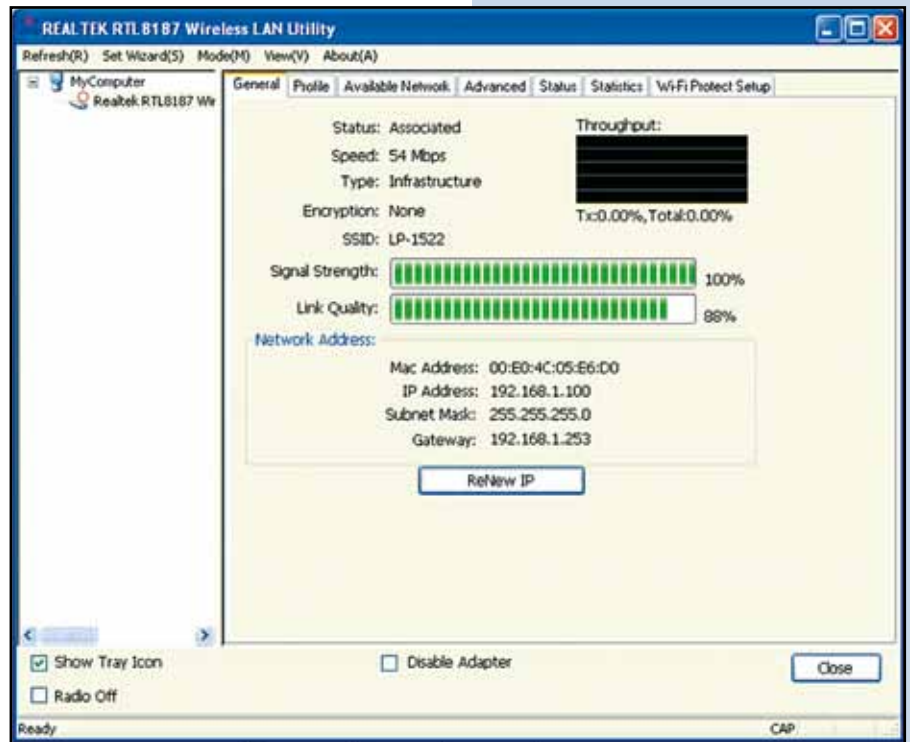 REALTEK RTL8187 Wireless LAN Utility
Refresh(R) Set Wizard(S) Mode(M) View(V) About(A)
MyComputer
Realtek RTL8187 Wir
General Profile Available Network Advanced Status Statistics Wi-Fi Protect Setup
Status: Associated
Speed: 54 Mbps
Type: Infrastructure
Encryption: None
SSID: LP-1522
Throughput:
Tx:0.00%, Total:0.00%
Signal Strength: 100%
Link Quality: 88%
Network Address:
Mac Address: 00:E0:4C:05:E6:D0
IP Address: 192.168.1.100
Subnet Mask: 255.255.255.0
Gateway: 192.168.1.253
ReNew IP
Show Tray Icon
Disable Adapter
Close
Radio Off
Ready
CAP